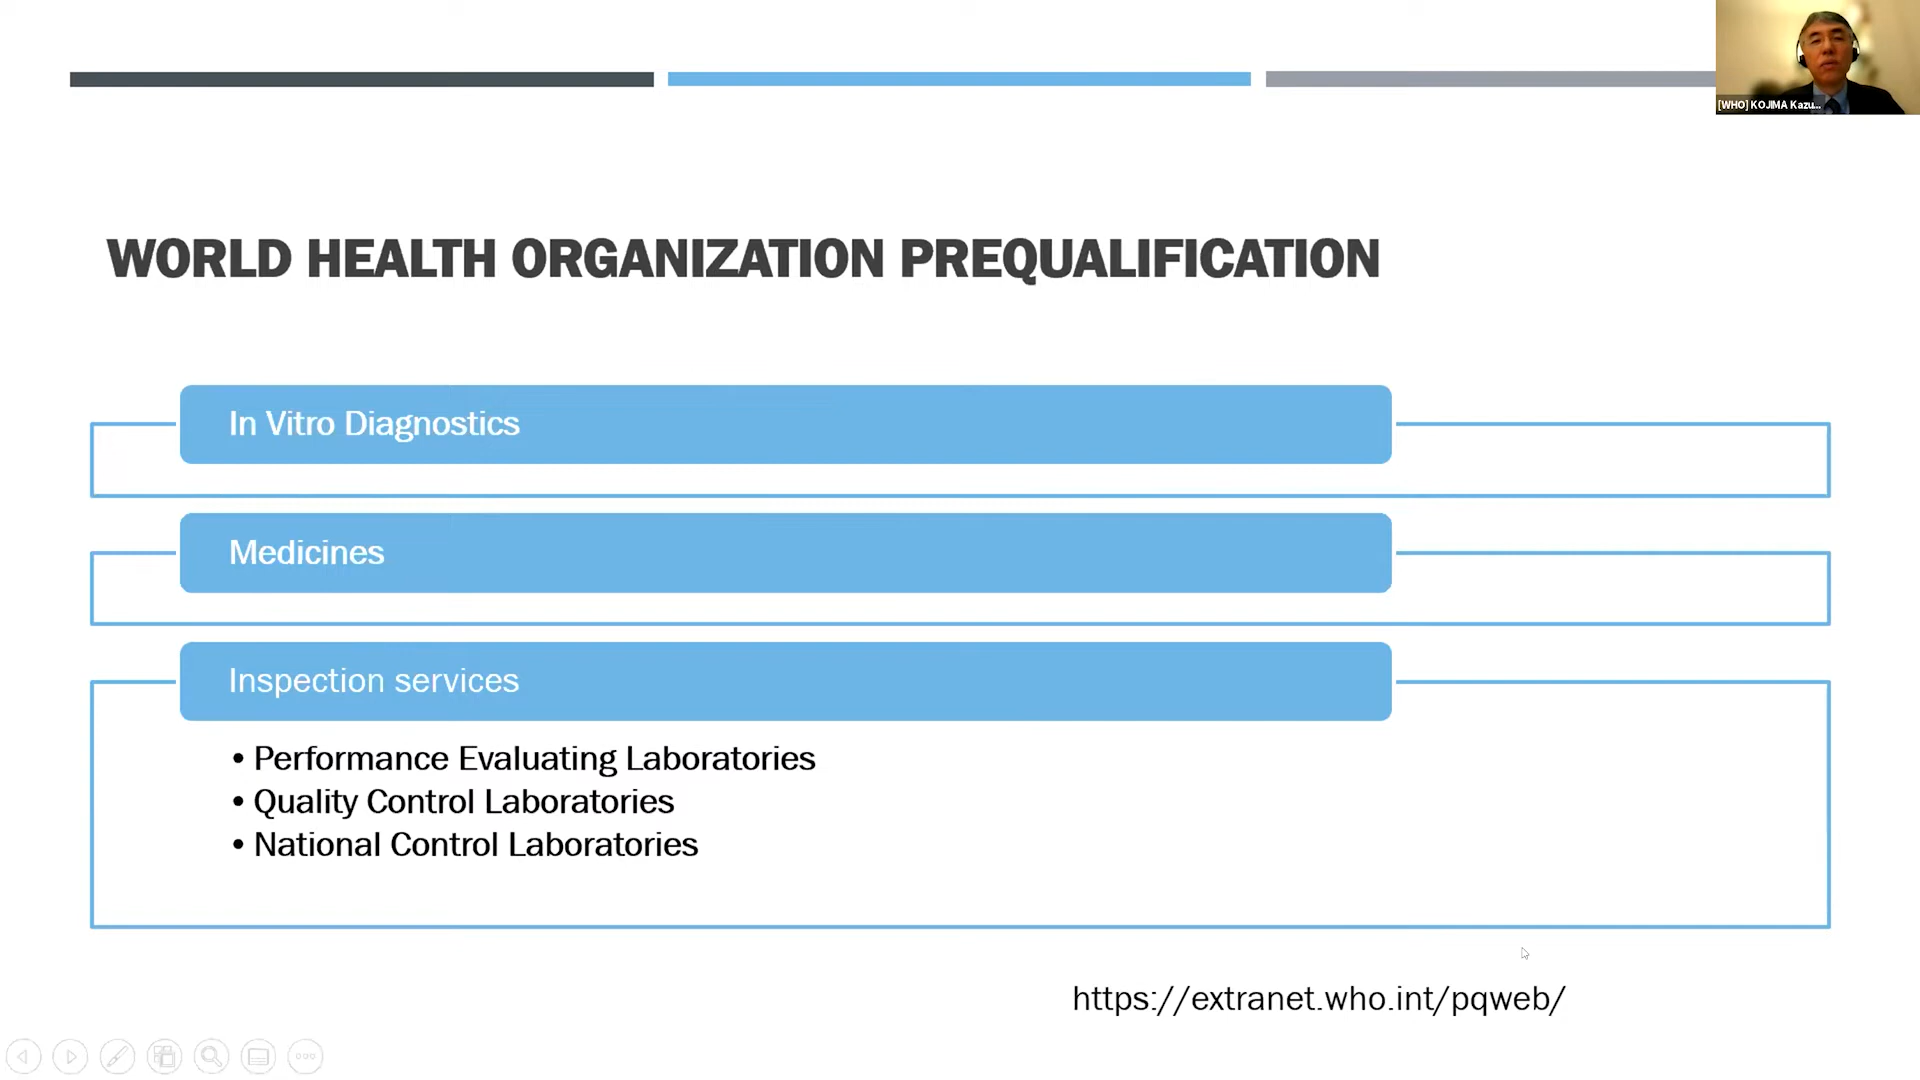 [WHO] KOJIMA Kazu...
WORLD HEALTH ORGANIZATION PREQUALIFICATION
In Vitro Diagnostics
Medicines
Inspection services
• Performance Evaluating Laboratories
• Quality Control Laboratories
• National Control Laboratories
https://extranet.who.int/pqweb/